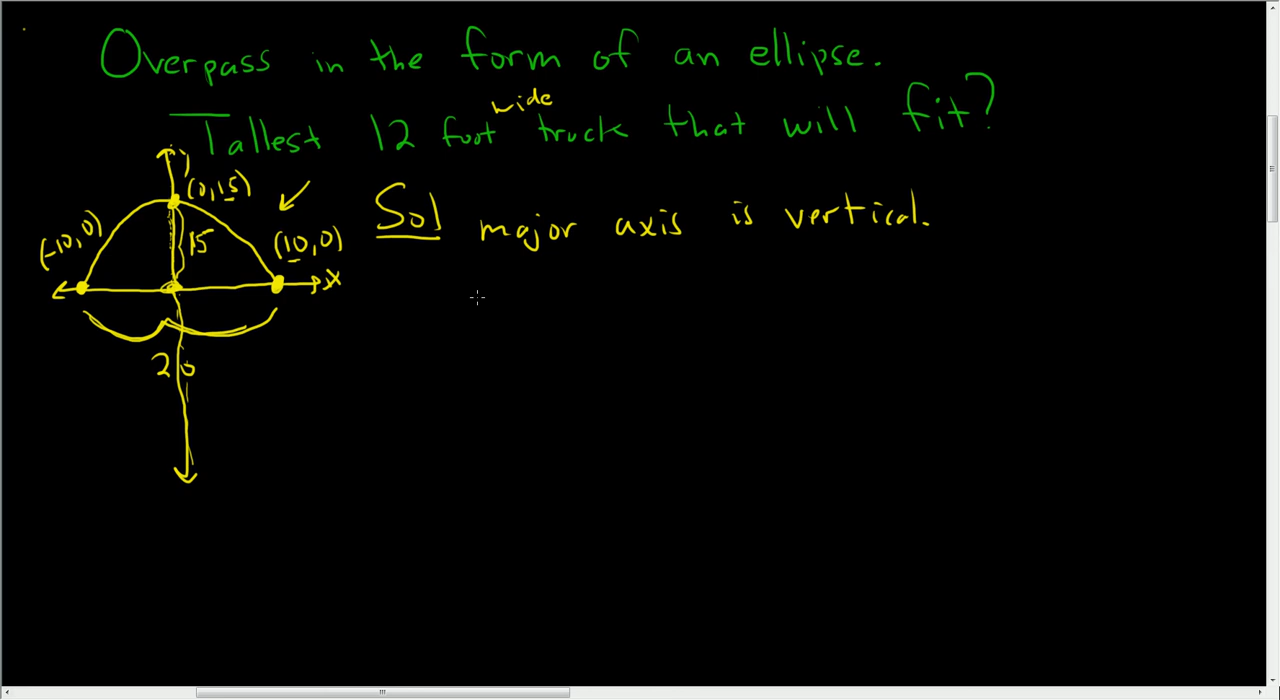 Overpass in the form of an ellipse.
Tallest 12 foot wide truck that will fit?
y
(0,15)
Sol major axis is vertical.
(-10,0)
15
(10,0)
x
20